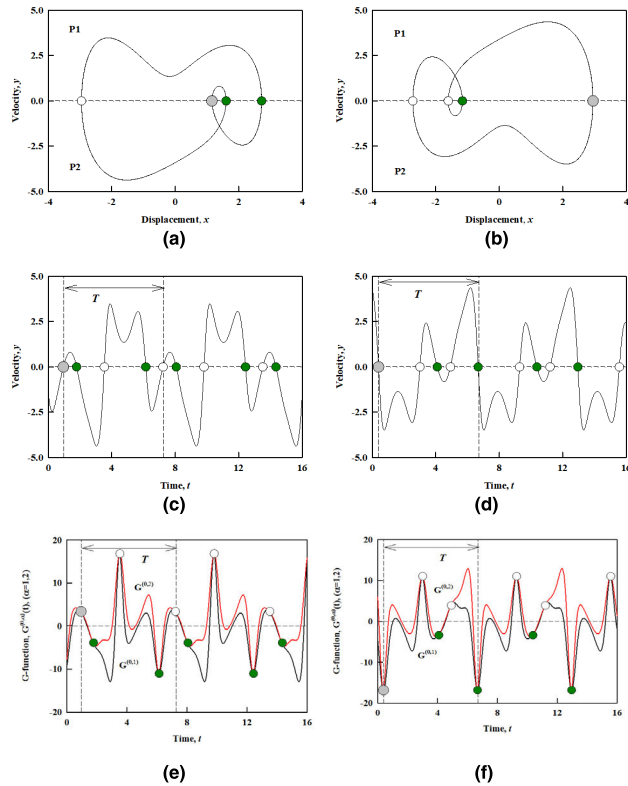 5.0
P1
2.5
0.0
-2.5
P2
-5.0
-4 -2 0 2 4
Velocity, y
Displacement, x
(a)
5.0
P1
2.5
0.0
-2.5
P2
-5.0
-4 -2 0 2 4
Velocity, y
Displacement, x
(b)
5.0
T
2.5
0.0
-2.5
-5.0
0 4 8 12 16
Velocity, y
Time, t
(c)
5.0
T
2.5
0.0
-2.5
-5.0
0 4 8 12 16
Velocity, y
Time, t
(d)
20
T
10
G(0,2)
0
G(0,1)
-10
-20
0 4 8 12 16
G-function, G(0,α)(t), (α=1,2)
Time, t
(e)
20
T
10
G(0,2)
0
G(0,1)
-10
-20
0 4 8 12 16
G-function, G(0,α)(t), (α=1,2)
Time, t
(f)